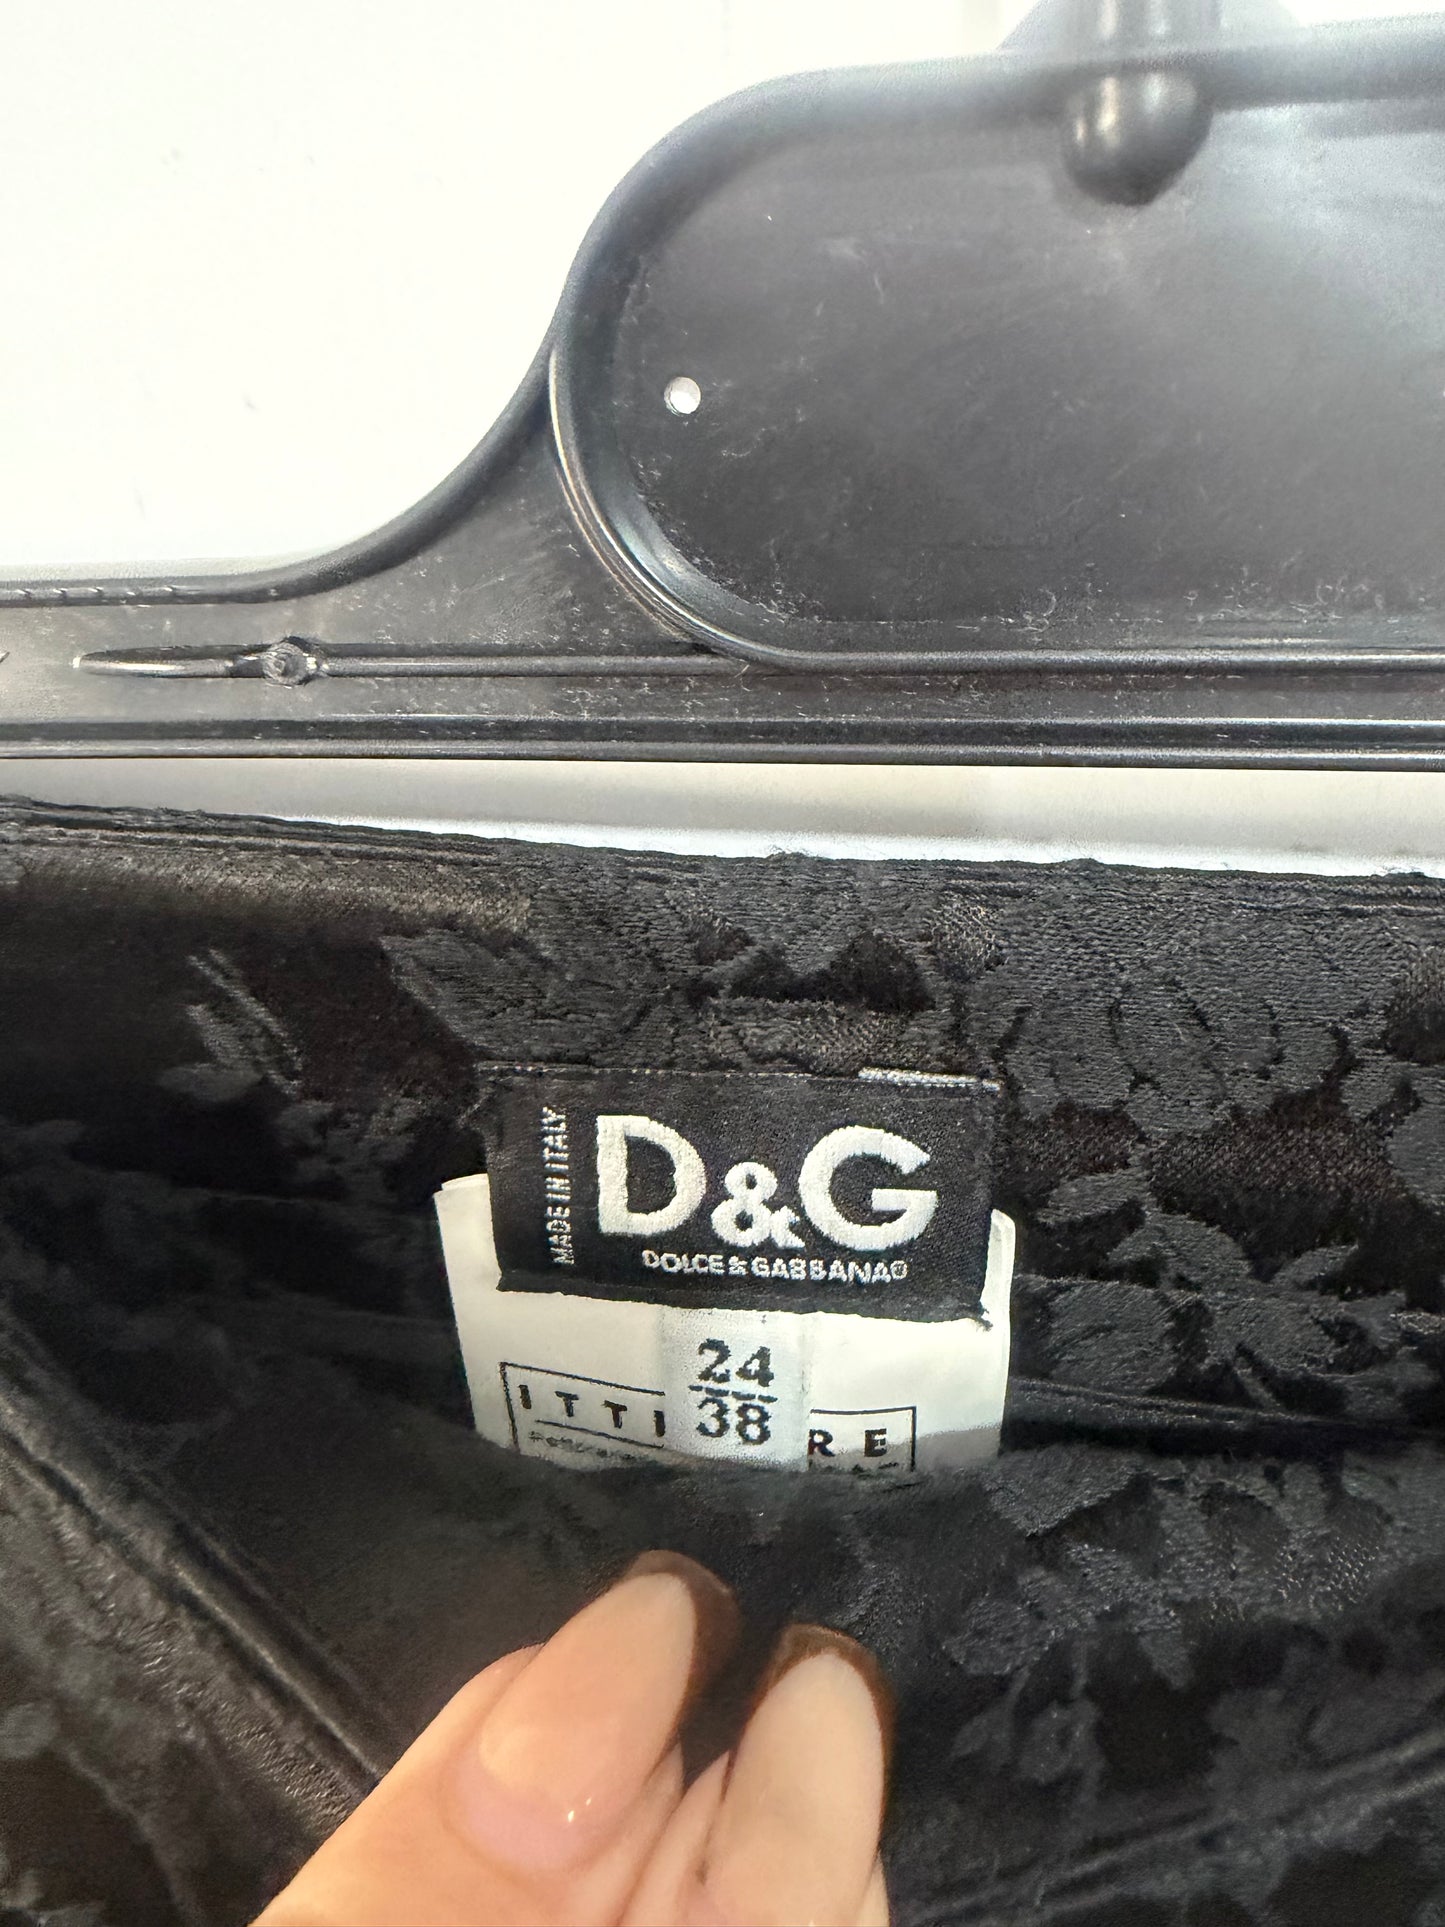 MADE IN ITALY
D&G
DOLCE & GABBANA®
24
38
ITTI
RE